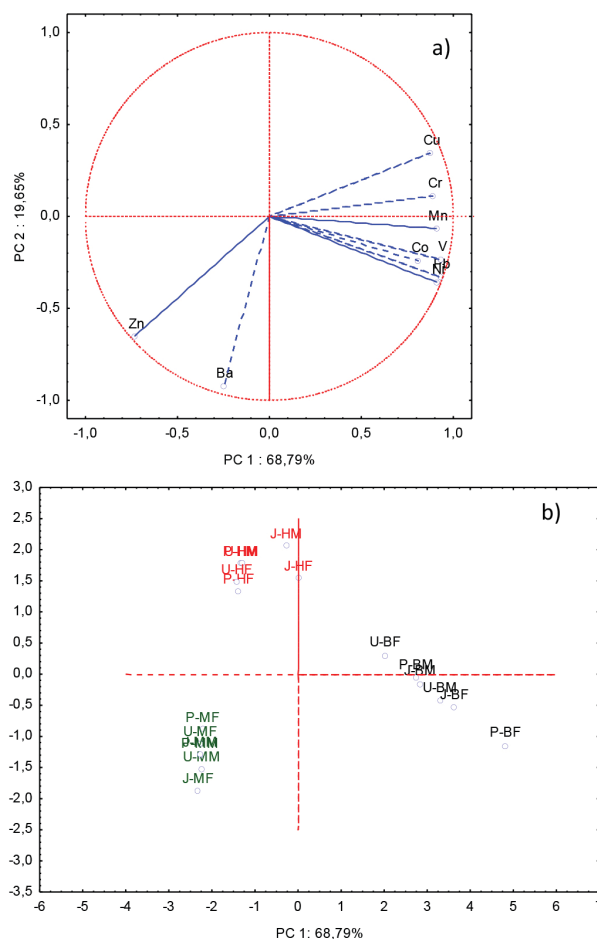 a)
1,0
0,5
0,0
-0,5
-1,0
PC 2 : 19,65%
Cu
Cr
Mn
Co
V
Zn
Ba
-1,0 -0,5 0,0 0,5 1,0
PC 1 : 68,79%
b)
3,0
2,5
2,0
1,5
1,0
0,5
0,0
-0,5
-1,0
-1,5
-2,0
-2,5
-3,0
-3,5
J-HM
U-HF
J-HF
P-HF
U-BF
P-BM
J-BM
U-BM
J-BF
P-BF
P-MF
U-MF
U-MM
J-MF
-6 -5 -4 -3 -2 -1 0 1 2 3 4 5 6
PC 1: 68,79%